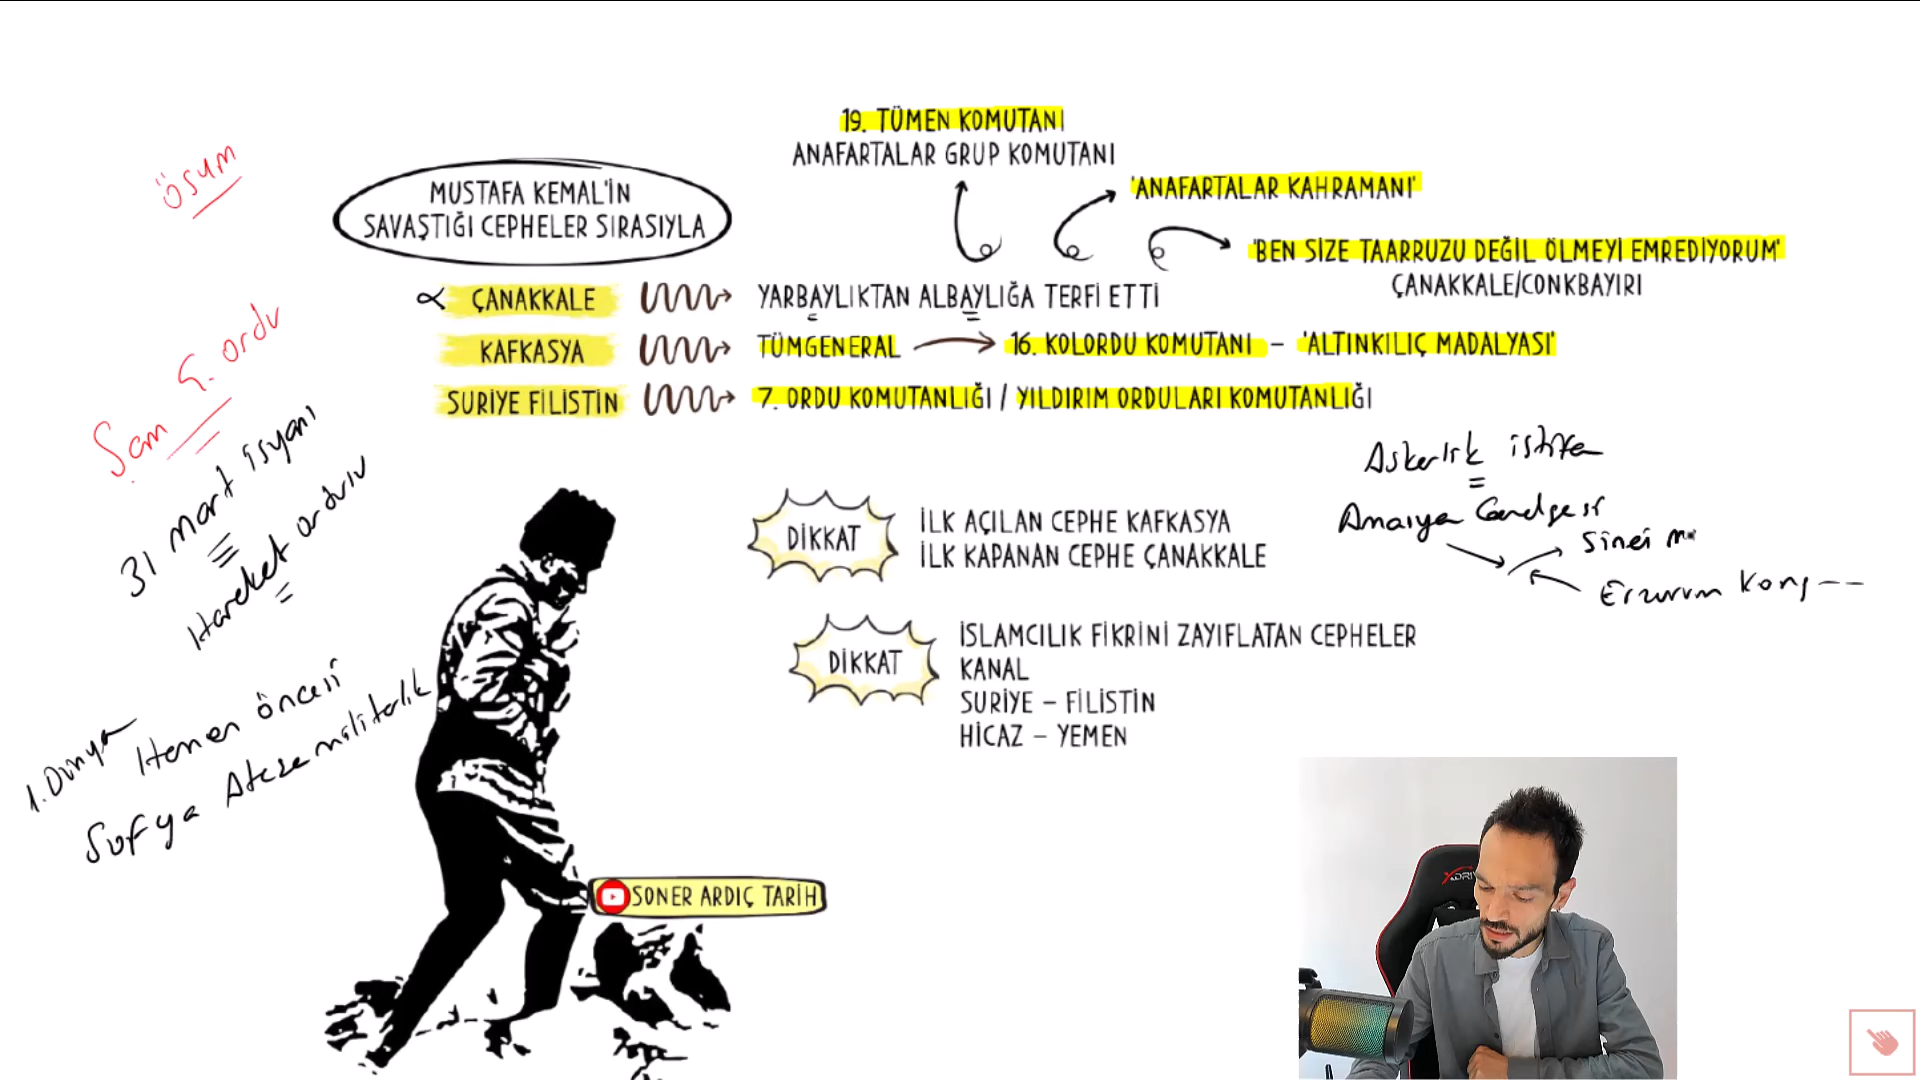 19. TÜMEN KOMUTANI
ANAFARTALAR GRUP KOMUTANI
ösym
MUSTAFA KEMAL'İN
SAVAŞTIĞI CEPHELER SIRASIYLA
'ANAFARTALAR KAHRAMANI'
'BEN SİZE TAARRUZU DEĞİL ÖLMEYİ EMREDİYORUM'
ÇANAKKALE/CONKBAYIRI
ÇANAKKALE
YARBAYLIKTAN ALBAYLIĞA TERFİ ETTİ
KAFKASYA
TÜMGENERAL
16. KOLORDU KOMUTANI – 'ALTINKILIÇ MADALYASI'
SURİYE FİLİSTİN
7. ORDU KOMUTANLIĞI / YILDIRIM ORDULARI KOMUTANLIĞI
Şam 5. ordu
31 mart isyanı
Hareket ordusu
Askerlik istifa
Amasya Genelgesi
Sinei m
Erzurum Kong ---
DİKKAT
İLK AÇILAN CEPHE KAFKASYA
İLK KAPANAN CEPHE ÇANAKKALE
DİKKAT
İSLAMCILIK FİKRİNİ ZAYIFLATAN CEPHELER
KANAL
SURİYE – FİLİSTİN
HİCAZ – YEMEN
1. Dünya Hemen öncesi
Sofya Ateşemiliterlik
SONER ARDIÇ TARİH